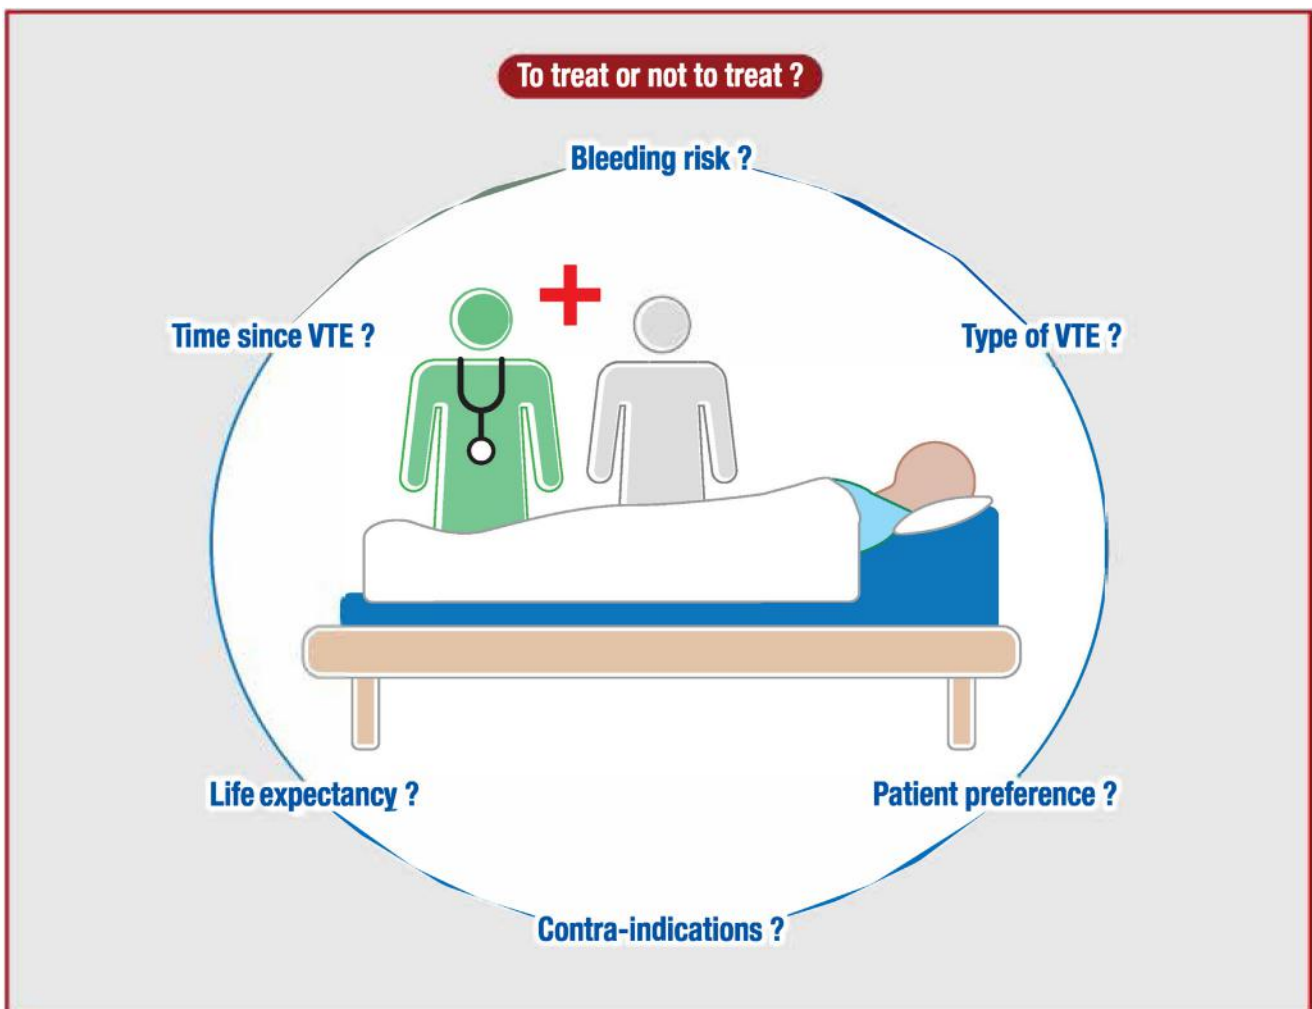 To treat or not to treat ?
Bleeding risk ?
Time since VTE ?
Type of VTE ?
Life expectancy ?
Patient preference ?
Contra-indications ?